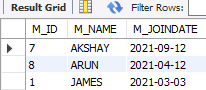 Result Grid Filter Rows:
M_ID M_NAME M_JOINDATE
7 AKSHAY 2021-09-12
8 ARUN 2021-04-12
1 JAMES 2021-03-03